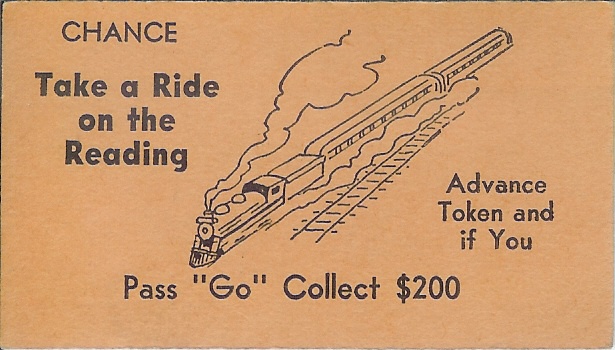 CHANCE
Take a Ride
on the
Reading
Advance
Token and
if You
Pass "Go" Collect $200